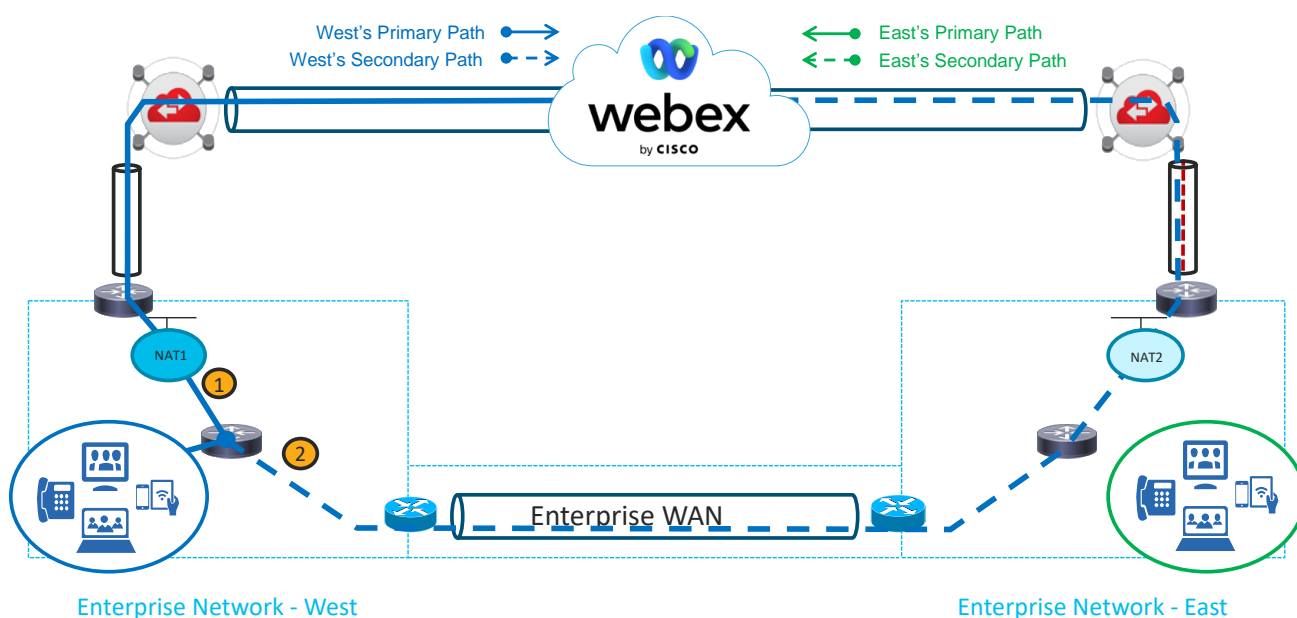 West's Primary Path
West's Secondary Path
East's Primary Path
East's Secondary Path
webex
by CISCO
NAT1
NAT2
1
2
Enterprise WAN
Enterprise Network - West
Enterprise Network - East